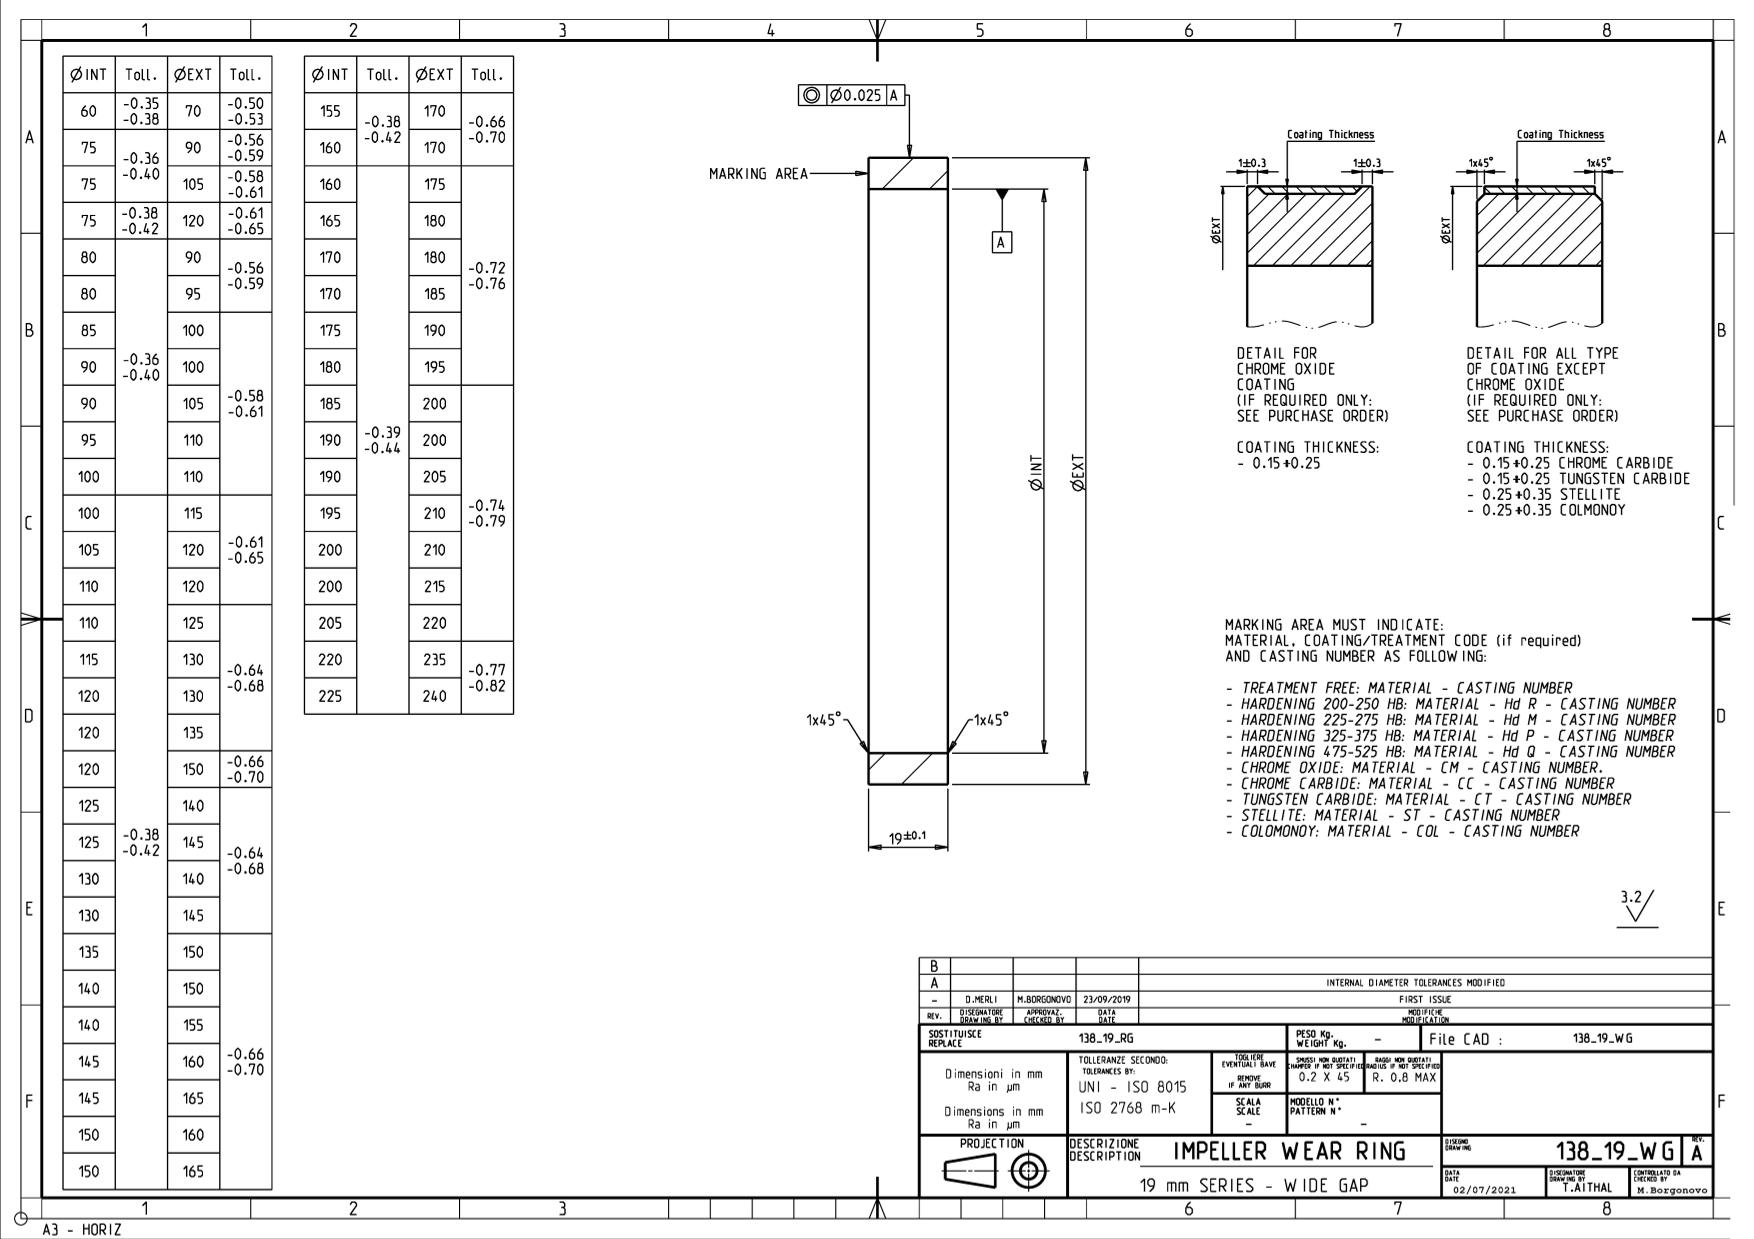 1 2 3 4 5 6 7 8
A B C D E F
ØINT Toll. ØEXT Toll.
60 -0.35 -0.38 70 -0.50 -0.53
75 -0.36 -0.40 90 -0.56 -0.59
75 105 -0.58 -0.61
75 -0.38 -0.42 120 -0.61 -0.65
80 90 -0.56 -0.59
80 95
85 -0.36 -0.40 100 -0.58 -0.61
90 100
90 105
95 110
100 110
100 -0.38 -0.42 115 -0.61 -0.65
105 120
110 120
110 125 -0.64 -0.68
115 130
120 130
120 135
120 150 -0.66 -0.70
125 140 -0.64 -0.68
125 145
130 140
130 145
135 150 -0.66 -0.70
140 150
140 155
145 160
145 165
150 160
150 165
ØINT Toll. ØEXT Toll.
155 -0.38 -0.42 170 -0.66 -0.70
160 170
160 -0.39 -0.44 175 -0.72 -0.76
165 180
170 180
170 185
175 190
180 195
185 200 -0.74 -0.79
190 200
190 205
195 210
200 210
200 215
205 220
220 235 -0.77 -0.82
225 240
Ø0.025 A
MARKING AREA
A
ØINT
ØEXT
1x45°
1x45°
19±0.1
Coating Thickness
1±0.3 1±0.3
ØEXT
DETAIL FOR
CHROME OXIDE
COATING
(IF REQUIRED ONLY:
SEE PURCHASE ORDER)
COATING THICKNESS:
- 0.15÷0.25
Coating Thickness
1x45° 1x45°
ØEXT
DETAIL FOR ALL TYPE
OF COATING EXCEPT
CHROME OXIDE
(IF REQUIRED ONLY:
SEE PURCHASE ORDER)
COATING THICKNESS:
- 0.15÷0.25 CHROME CARBIDE
- 0.15÷0.25 TUNGSTEN CARBIDE
- 0.25÷0.35 STELLITE
- 0.25÷0.35 COLMONOY
MARKING AREA MUST INDICATE:
MATERIAL, COATING/TREATMENT CODE (if required)
AND CASTING NUMBER AS FOLLOWING:
- TREATMENT FREE: MATERIAL - CASTING NUMBER
- HARDENING 200-250 HB: MATERIAL - Hd R - CASTING NUMBER
- HARDENING 225-275 HB: MATERIAL - Hd M - CASTING NUMBER
- HARDENING 325-375 HB: MATERIAL - Hd P - CASTING NUMBER
- HARDENING 475-525 HB: MATERIAL - Hd Q - CASTING NUMBER
- CHROME OXIDE: MATERIAL - CM - CASTING NUMBER.
- CHROME CARBIDE: MATERIAL - CC - CASTING NUMBER
- TUNGSTEN CARBIDE: MATERIAL - CT - CASTING NUMBER
- STELLITE: MATERIAL - ST - CASTING NUMBER
- COLOMONOY: MATERIAL - COL - CASTING NUMBER
3.2
B
A INTERNAL DIAMETER TOLERANCES MODIFIED
- D.MERLI M.BORGONOVO 23/09/2019 FIRST ISSUE
REV. DISEGNATORE DRAWING BY APPROVAZ. CHECKED BY DATA DATE MODIFICHE MODIFICATION
SOSTITUISCE REPLACE 138_19_RG
PESO Kg. WEIGHT Kg. -
File CAD : 138_19_WG
Dimensioni in mm
Ra in µm
Dimensions in mm
Ra in µm
TOLLERANZE SECONDO:
TOLERANCES BY:
UNI - ISO 8015
ISO 2768 m-K
TOGLIERE EVENTUALI BAVE
REMOVE IF ANY BURR
SMUSSI NON QUOTATI CHAMFER IF NOT SPECIFIED
0.2 X 45
RAGGI NON QUOTATI RADIUS IF NOT SPECIFIED
R. 0.8 MAX
SCALA SCALE
-
MODELLO N° PATTERN N°
-
PROJECTION
DESCRIZIONE DESCRIPTION
IMPELLER WEAR RING
19 mm SERIES - WIDE GAP
DISEGNO DRAWING
138_19_WG
REV. A
DATA DATE 02/07/2021
DISEGNATORE DRAWING BY T.AITHAL
CONTROLLATO DA CHECKED BY M.Borgonovo
A B C D E F
1 2 3 6 7 8
A3 - HORIZ